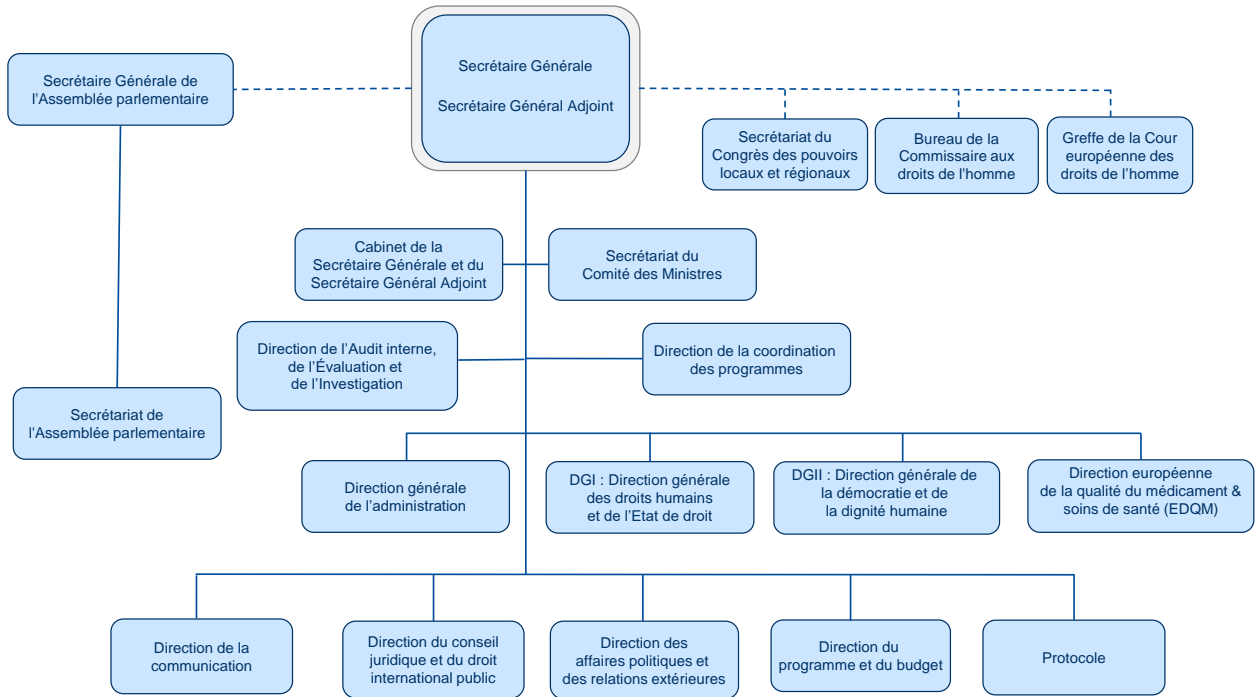 Secrétaire Générale
Secrétaire Général Adjoint
Secrétaire Générale de
l'Assemblée parlementaire
Secrétariat du
Congrès des pouvoirs
locaux et régionaux
Bureau de la
Commissaire aux
droits de l'homme
Greffe de la Cour
européenne des
droits de l’homme
Cabinet de la
Secrétaire Générale et du
Secrétaire Général Adjoint
Secrétariat du
Comité des Ministres
Direction de l’Audit interne,
de l’Évaluation et
de l’Investigation
Direction de la coordination
des programmes
Secrétariat de
l’Assemblée parlementaire
Direction générale
de l’administration
DGI : Direction générale
des droits humains
et de l’Etat de droit
DGII : Direction générale de
la démocratie et de
la dignité humaine
Direction européenne
de la qualité du médicament &
soins de santé (EDQM)
Direction de la
communication
Direction du conseil
juridique et du droit
international public
Direction des
affaires politiques et
des relations extérieures
Direction du
programme et du budget
Protocole